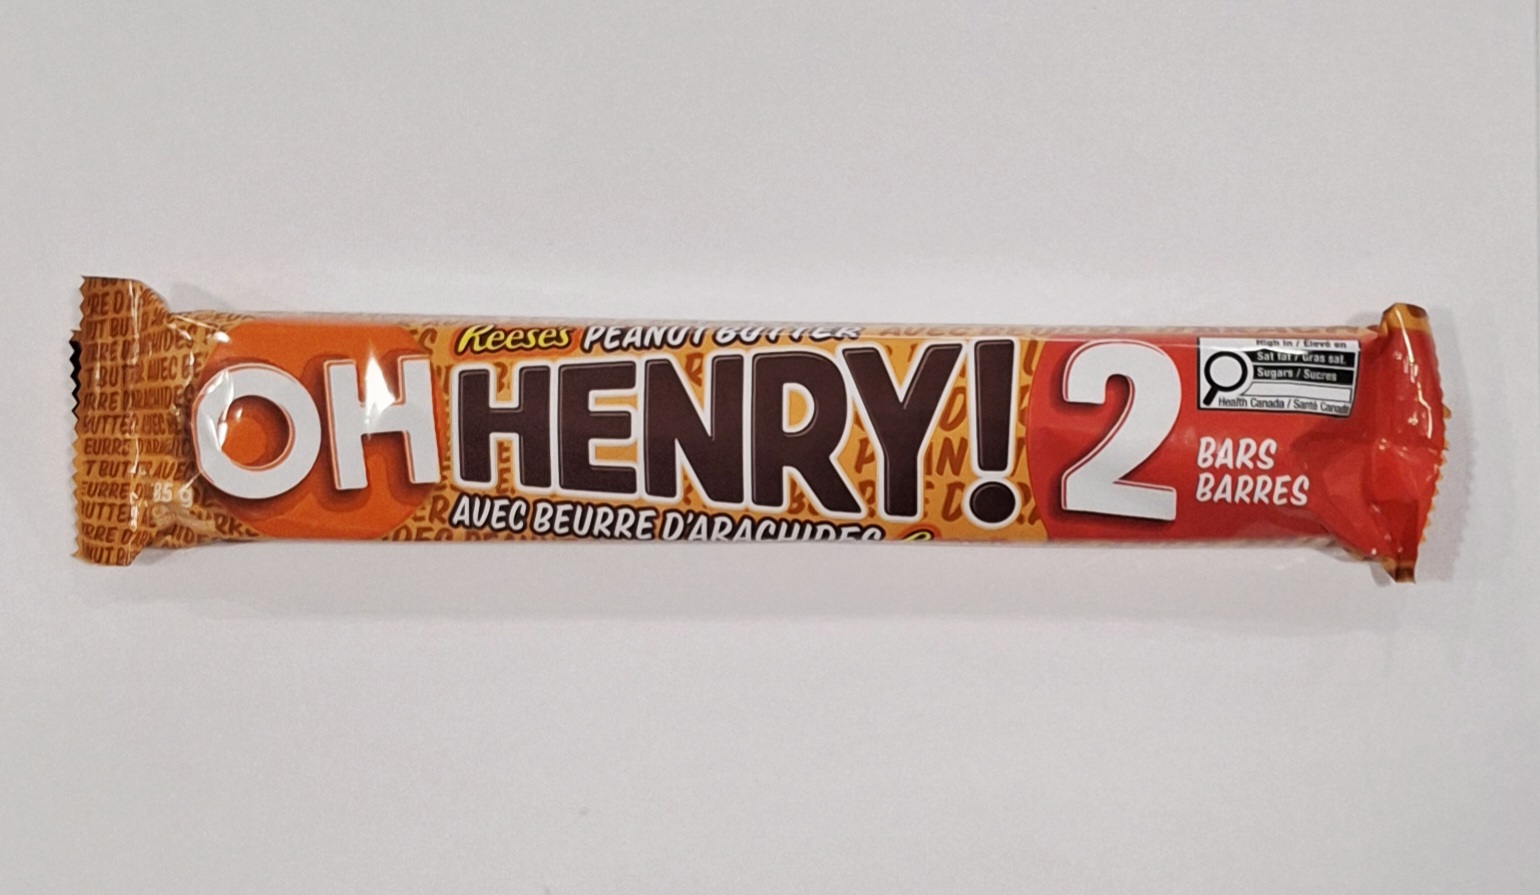 Reese's PEANUT BUTTER
OH HENRY!
AVEC BEURRE D'ARACHIDES
85 g
2
BARS
BARRES
High in / Élevé en
Sat fat / Gras sat.
Sugars / Sucres
Health Canada / Santé Canada